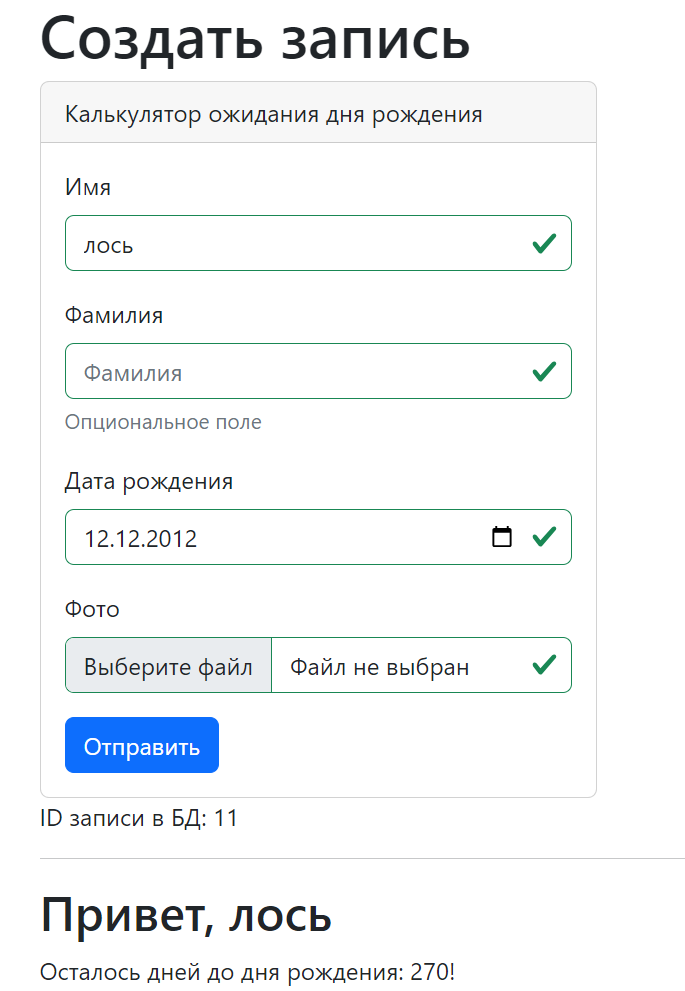 Создать запись
Калькулятор ожидания дня рождения
Имя
лось
Фамилия
Фамилия
Опциональное поле
Дата рождения
12.12.2012
Фото
Выберите файл Файл не выбран
Отправить
ID записи в БД: 11
Привет, лось
Осталось дней до дня рождения: 270!